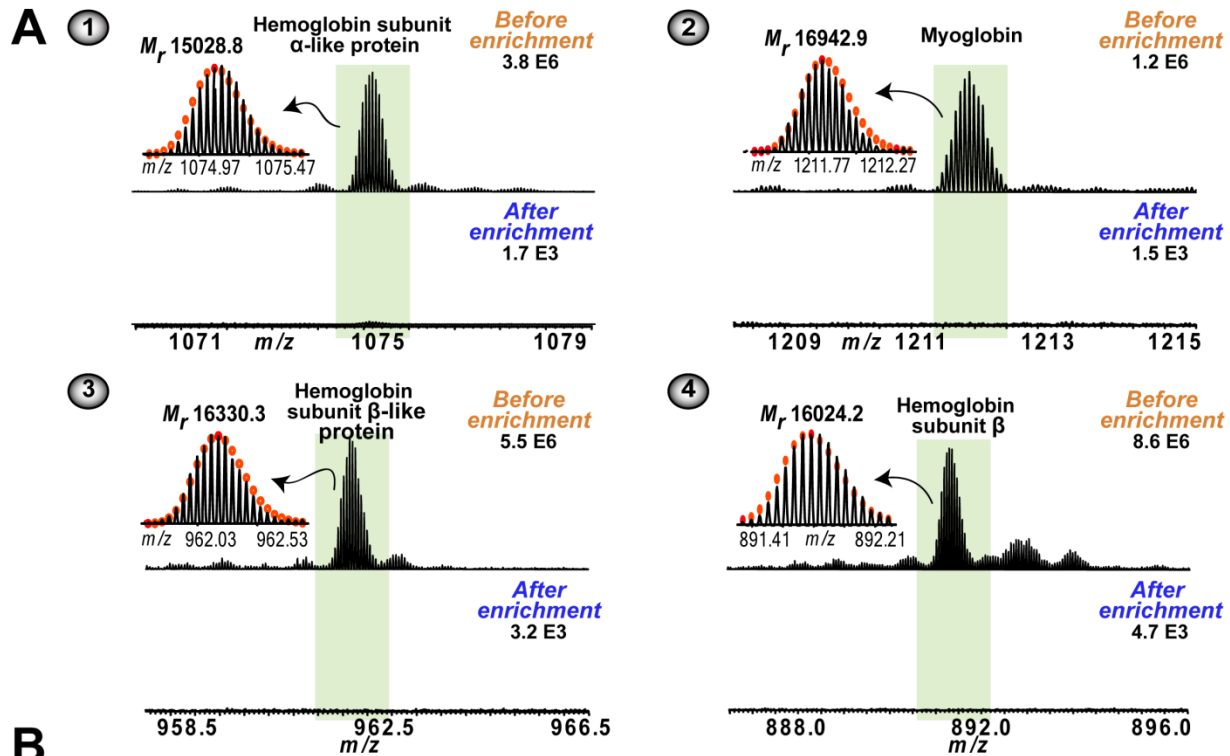 A
1
Mr 15028.8
Hemoglobin subunit
α-like protein
Before
enrichment
3.8 E6
m/z 1074.97 1075.47
After
enrichment
1.7 E3
1071 m/z 1075 1079
2
Mr 16942.9
Myoglobin
Before
enrichment
1.2 E6
m/z 1211.77 1212.27
After
enrichment
1.5 E3
1209 m/z 1211 1213 1215
3
Mr 16330.3
Hemoglobin
subunit β-like
protein
Before
enrichment
5.5 E6
m/z 962.03 962.53
After
enrichment
3.2 E3
958.5 962.5 966.5
m/z
4
Mr 16024.2
Hemoglobin
subunit β
Before
enrichment
8.6 E6
891.41 m/z 892.21
After
enrichment
4.7 E3
888.0 892.0 896.0
m/z
B